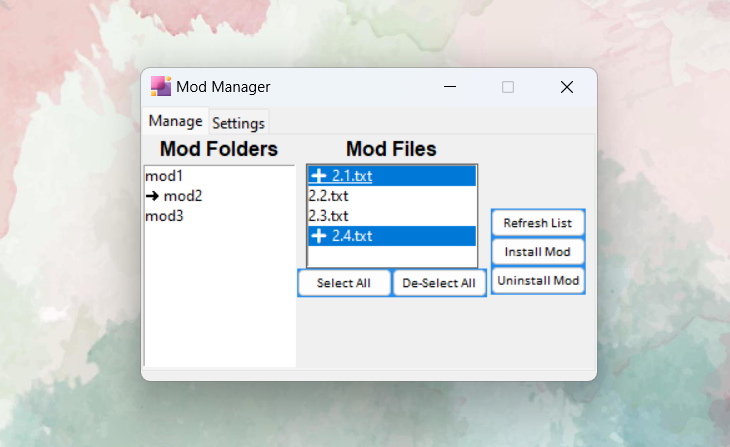 Mod Manager
Manage Settings
Mod Folders
mod1
➔ mod2
mod3
Mod Files
➕ 2.1.txt
2.2.txt
2.3.txt
➕ 2.4.txt
Select All De-Select All
Refresh List
Install Mod
Uninstall Mod